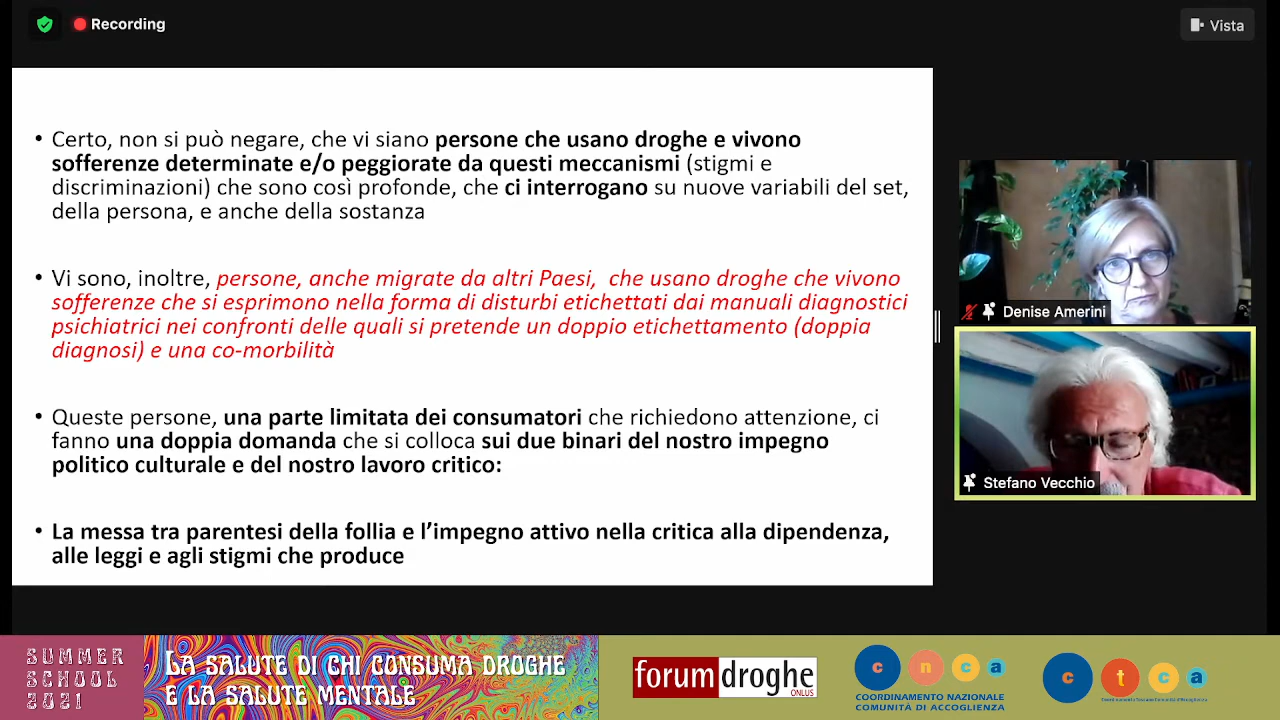 Recording
Vista
• Certo, non si può negare, che vi siano persone che usano droghe e vivono
sofferenze determinate e/o peggiorate da questi meccanismi (stigmi e
discriminazioni) che sono così profonde, che ci interrogano su nuove variabili del set,
della persona, e anche della sostanza
• Vi sono, inoltre, persone, anche migrate da altri Paesi, che usano droghe che vivono
sofferenze che si esprimono nella forma di disturbi etichettati dai manuali diagnostici
psichiatrici nei confronti delle quali si pretende un doppio etichettamento (doppia
diagnosi) e una co-morbilità
• Queste persone, una parte limitata dei consumatori che richiedono attenzione, ci
fanno una doppia domanda che si colloca sui due binari del nostro impegno
politico culturale e del nostro lavoro critico:
• La messa tra parentesi della follia e l'impegno attivo nella critica alla dipendenza,
alle leggi e agli stigmi che produce
Denise Amerini
Stefano Vecchio
SUMMER
SCHOOL
2021
LA SALUTE DI CHI CONSUMA DROGHE
E LA SALUTE MENTALE
forumdroghe
ONLUS
c n c a
COORDINAMENTO NAZIONALE
COMUNITÀ DI ACCOGLIENZA
c t c a